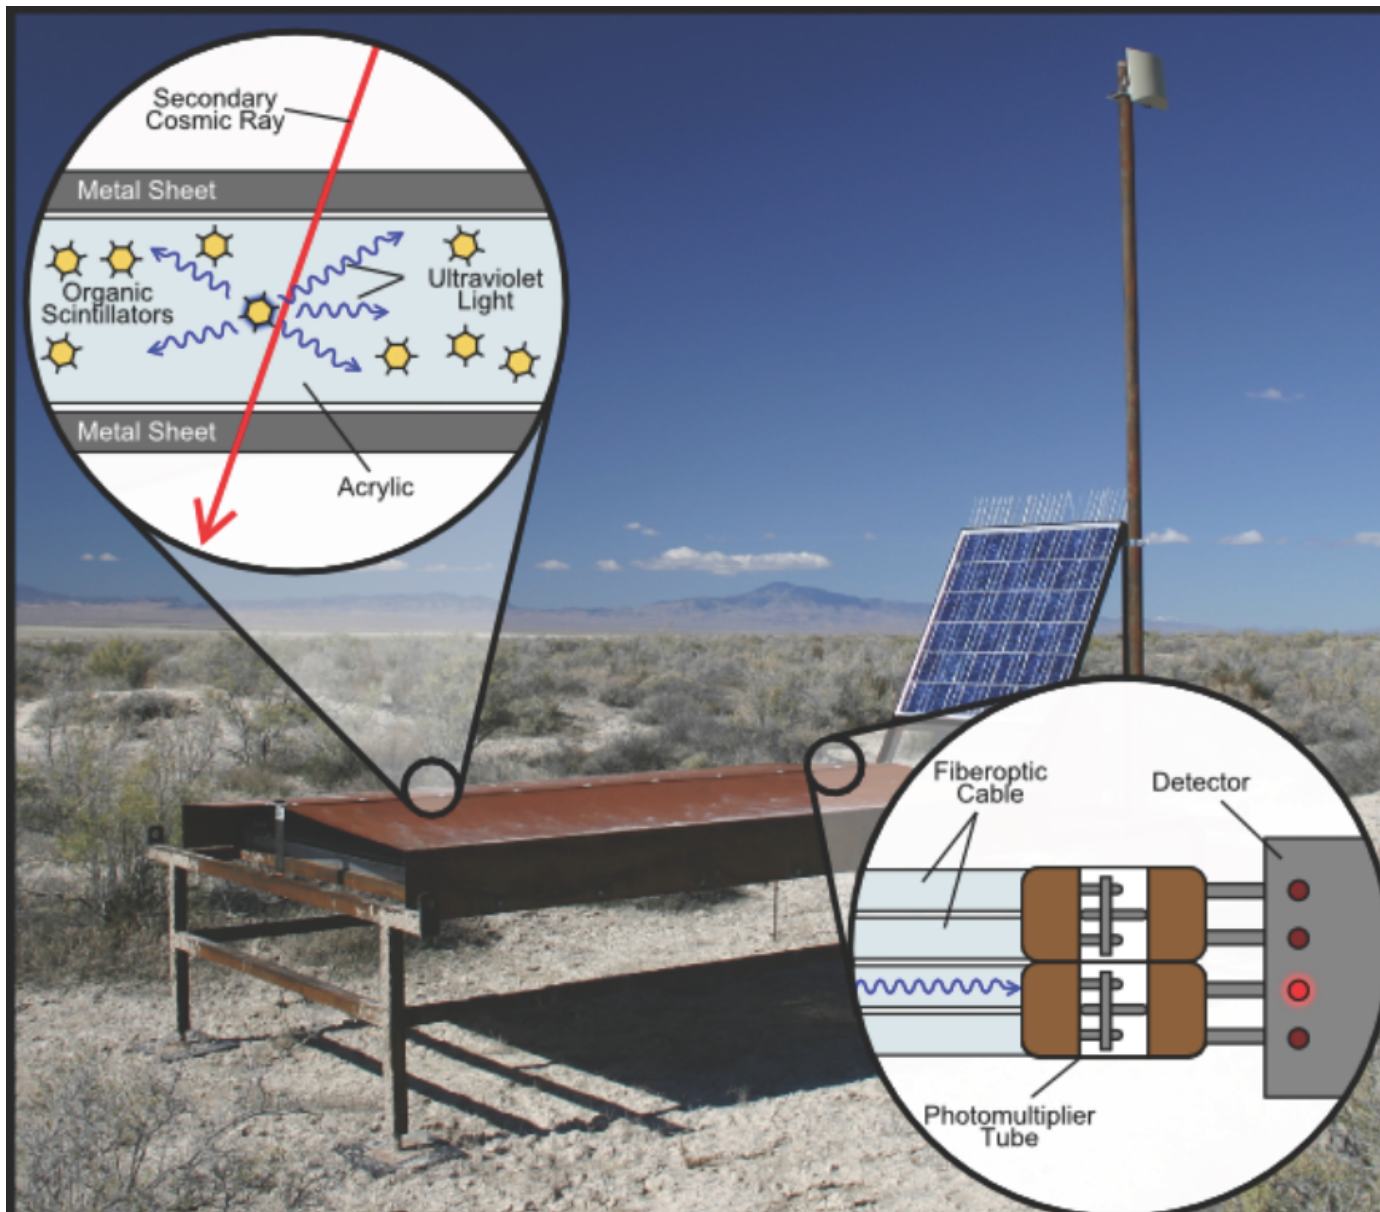 Secondary
Cosmic Ray
Metal Sheet
Organic
Scintillators
Ultraviolet
Light
Metal Sheet
Acrylic
Fiberoptic
Cable
Detector
Photomultiplier
Tube